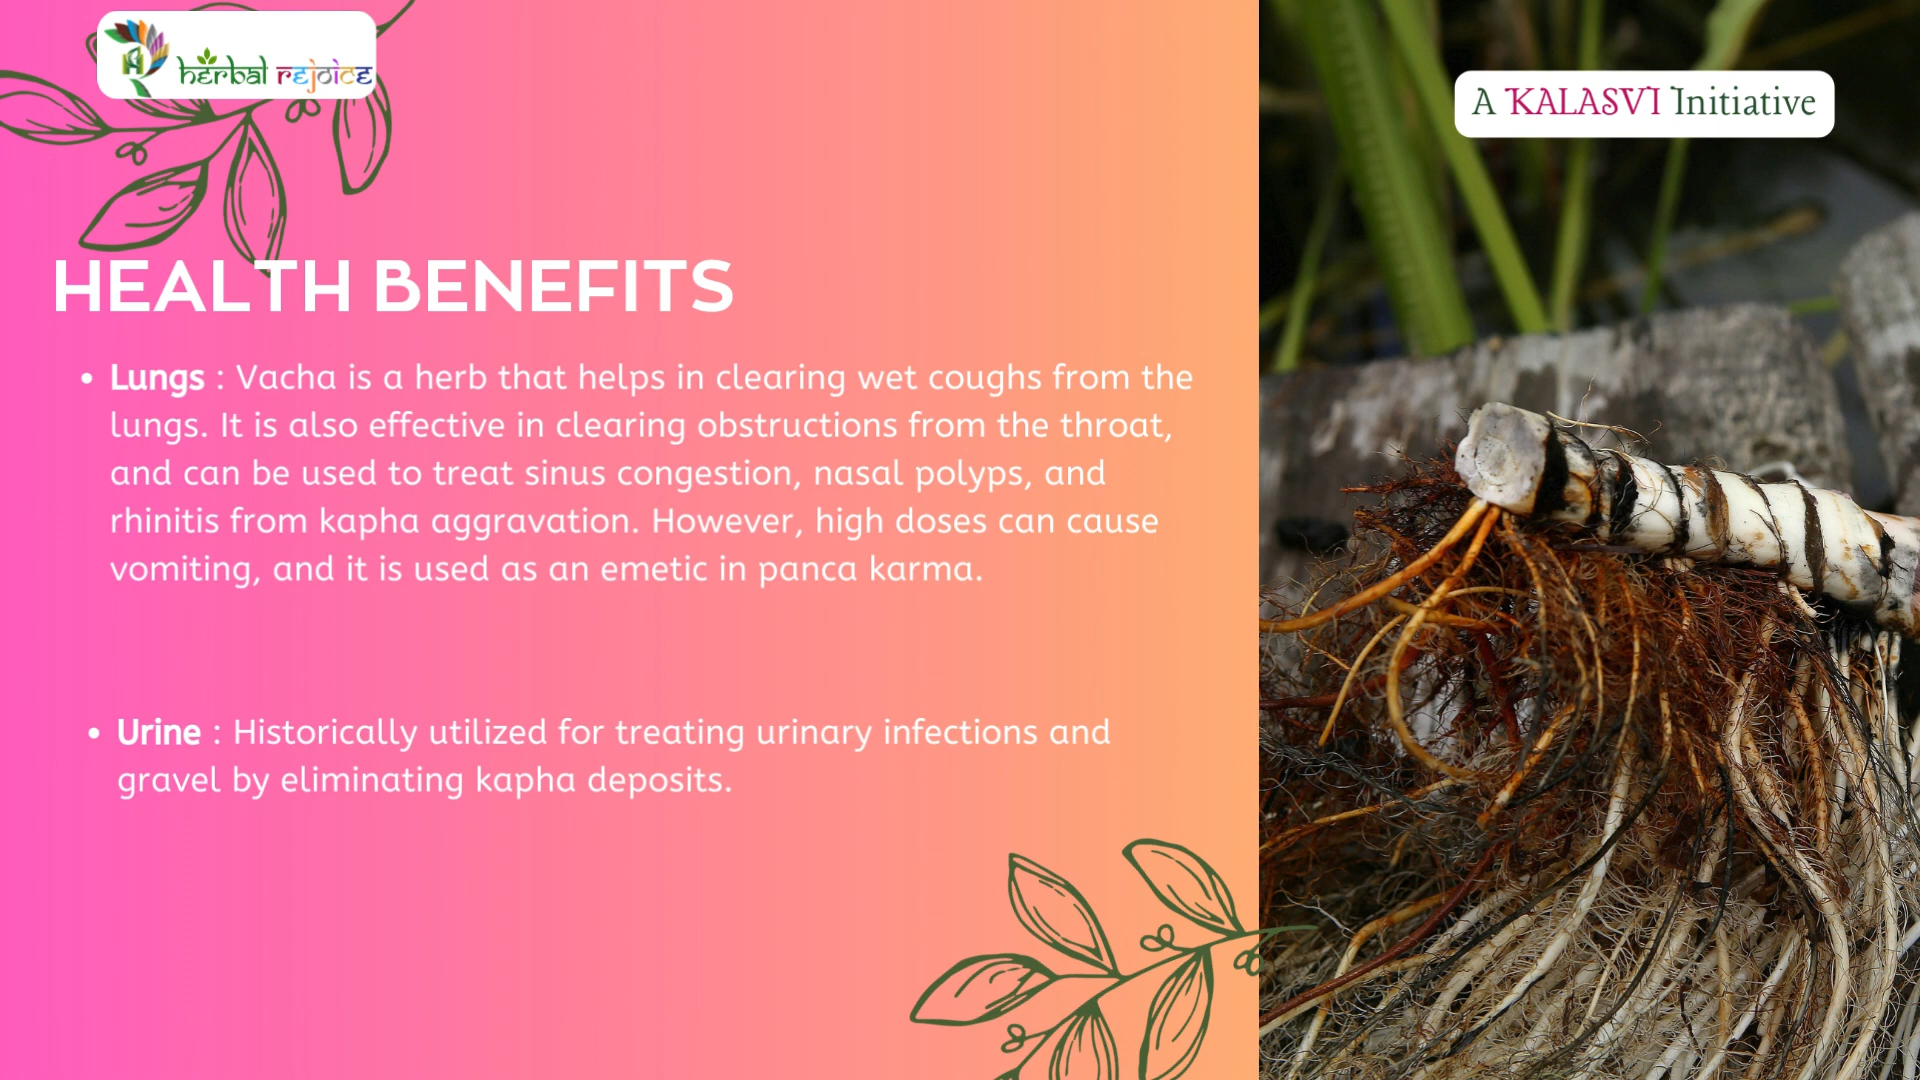 herbal rejoice
A KALASVI Initiative
HEALTH BENEFITS
• Lungs : Vacha is a herb that helps in clearing wet coughs from the
lungs. It is also effective in clearing obstructions from the throat,
and can be used to treat sinus congestion, nasal polyps, and
rhinitis from kapha aggravation. However, high doses can cause
vomiting, and it is used as an emetic in panca karma.
• Urine : Historically utilized for treating urinary infections and
gravel by eliminating kapha deposits.